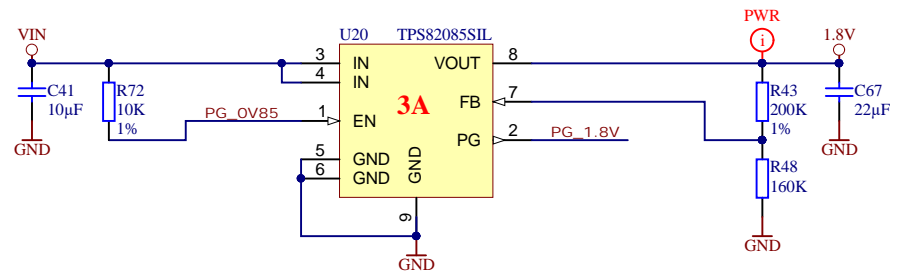 PWR
VIN
U20 TPS82085SIL
1.8V
3 IN VOUT 8
4 IN
C41
10µF
R72
10K
1%
PG_0V85
1 EN
3A
FB 7
PG 2
PG_1.8V
R43
200K
1%
C67
22µF
GND
GND
5 GND
6 GND
GND
9
R48
160K
GND
GND